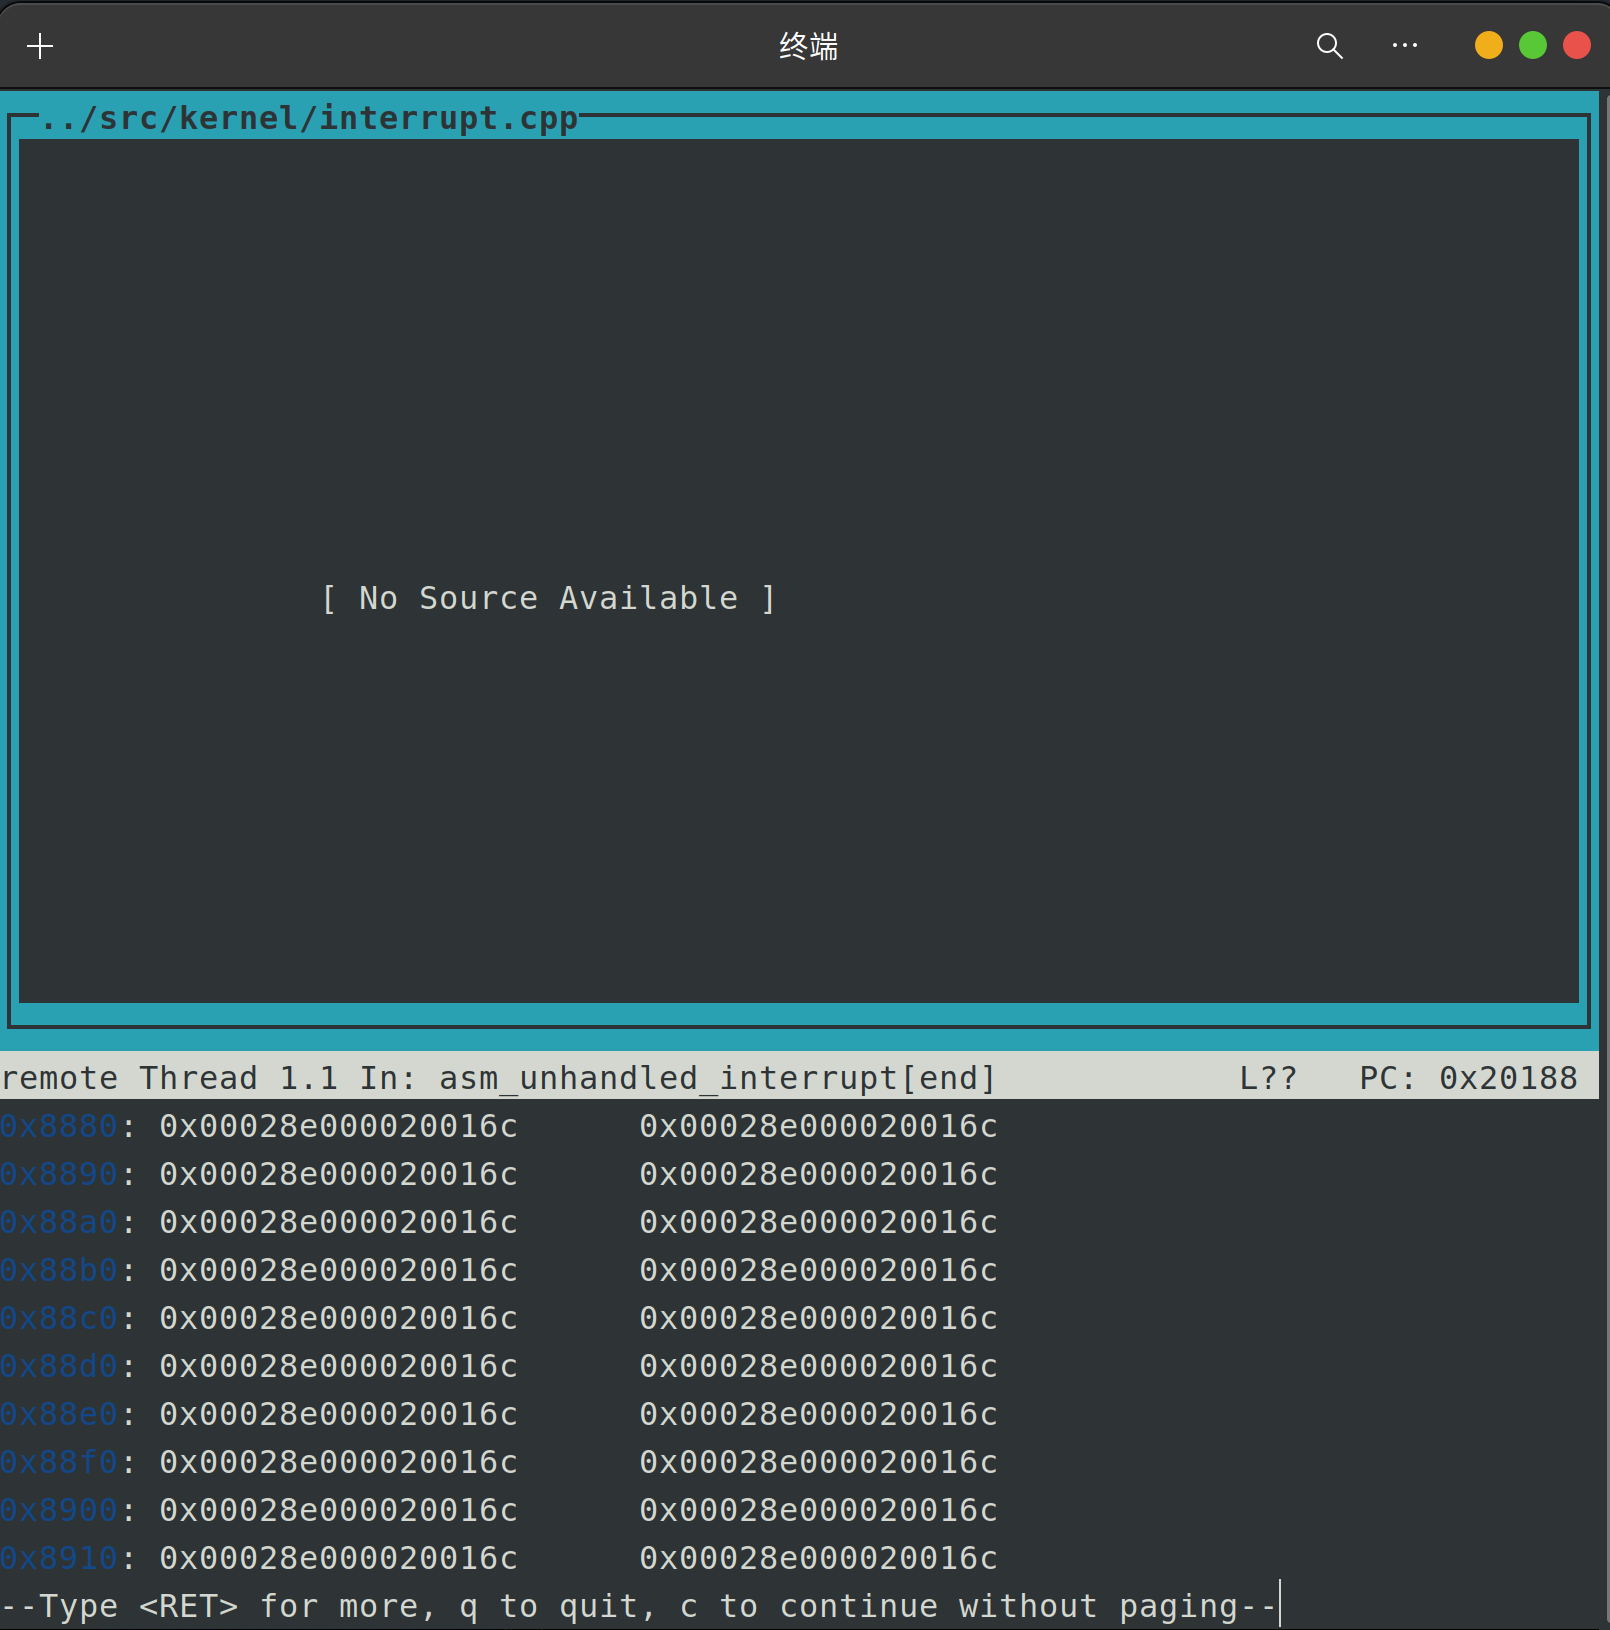 终端
../src/kernel/interrupt.cpp
[ No Source Available ]
remote Thread 1.1 In: asm_unhandled_interrupt[end] L?? PC: 0x20188
0x8880: 0x00028e000020016c 0x00028e000020016c
0x8890: 0x00028e000020016c 0x00028e000020016c
0x88a0: 0x00028e000020016c 0x00028e000020016c
0x88b0: 0x00028e000020016c 0x00028e000020016c
0x88c0: 0x00028e000020016c 0x00028e000020016c
0x88d0: 0x00028e000020016c 0x00028e000020016c
0x88e0: 0x00028e000020016c 0x00028e000020016c
0x88f0: 0x00028e000020016c 0x00028e000020016c
0x8900: 0x00028e000020016c 0x00028e000020016c
0x8910: 0x00028e000020016c 0x00028e000020016c
--Type <RET> for more, q to quit, c to continue without paging--